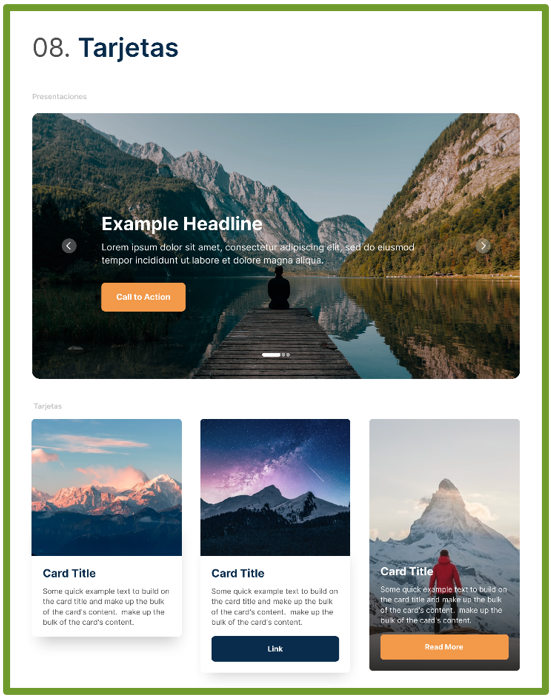 08. Tarjetas
Presentaciones
Example Headline
Lorem ipsum dolor sit amet, consectetur adipiscing elit, sed do eiusmod
tempor incididunt ut labore et dolore magna aliqua.
Call to Action
Tarjetas
Card Title
Some quick example text to build on
the card title and make up the bulk
of the card's content.  make up the
bulk of the card's content.
Card Title
Some quick example text to build on
the card title and make up the bulk
of the card's content.  make up the
bulk of the card's content.
Link
Card Title
Some quick example text to build on
the card title and make up the bulk
of the card's content.  make up the
bulk of the card's content.
Read More